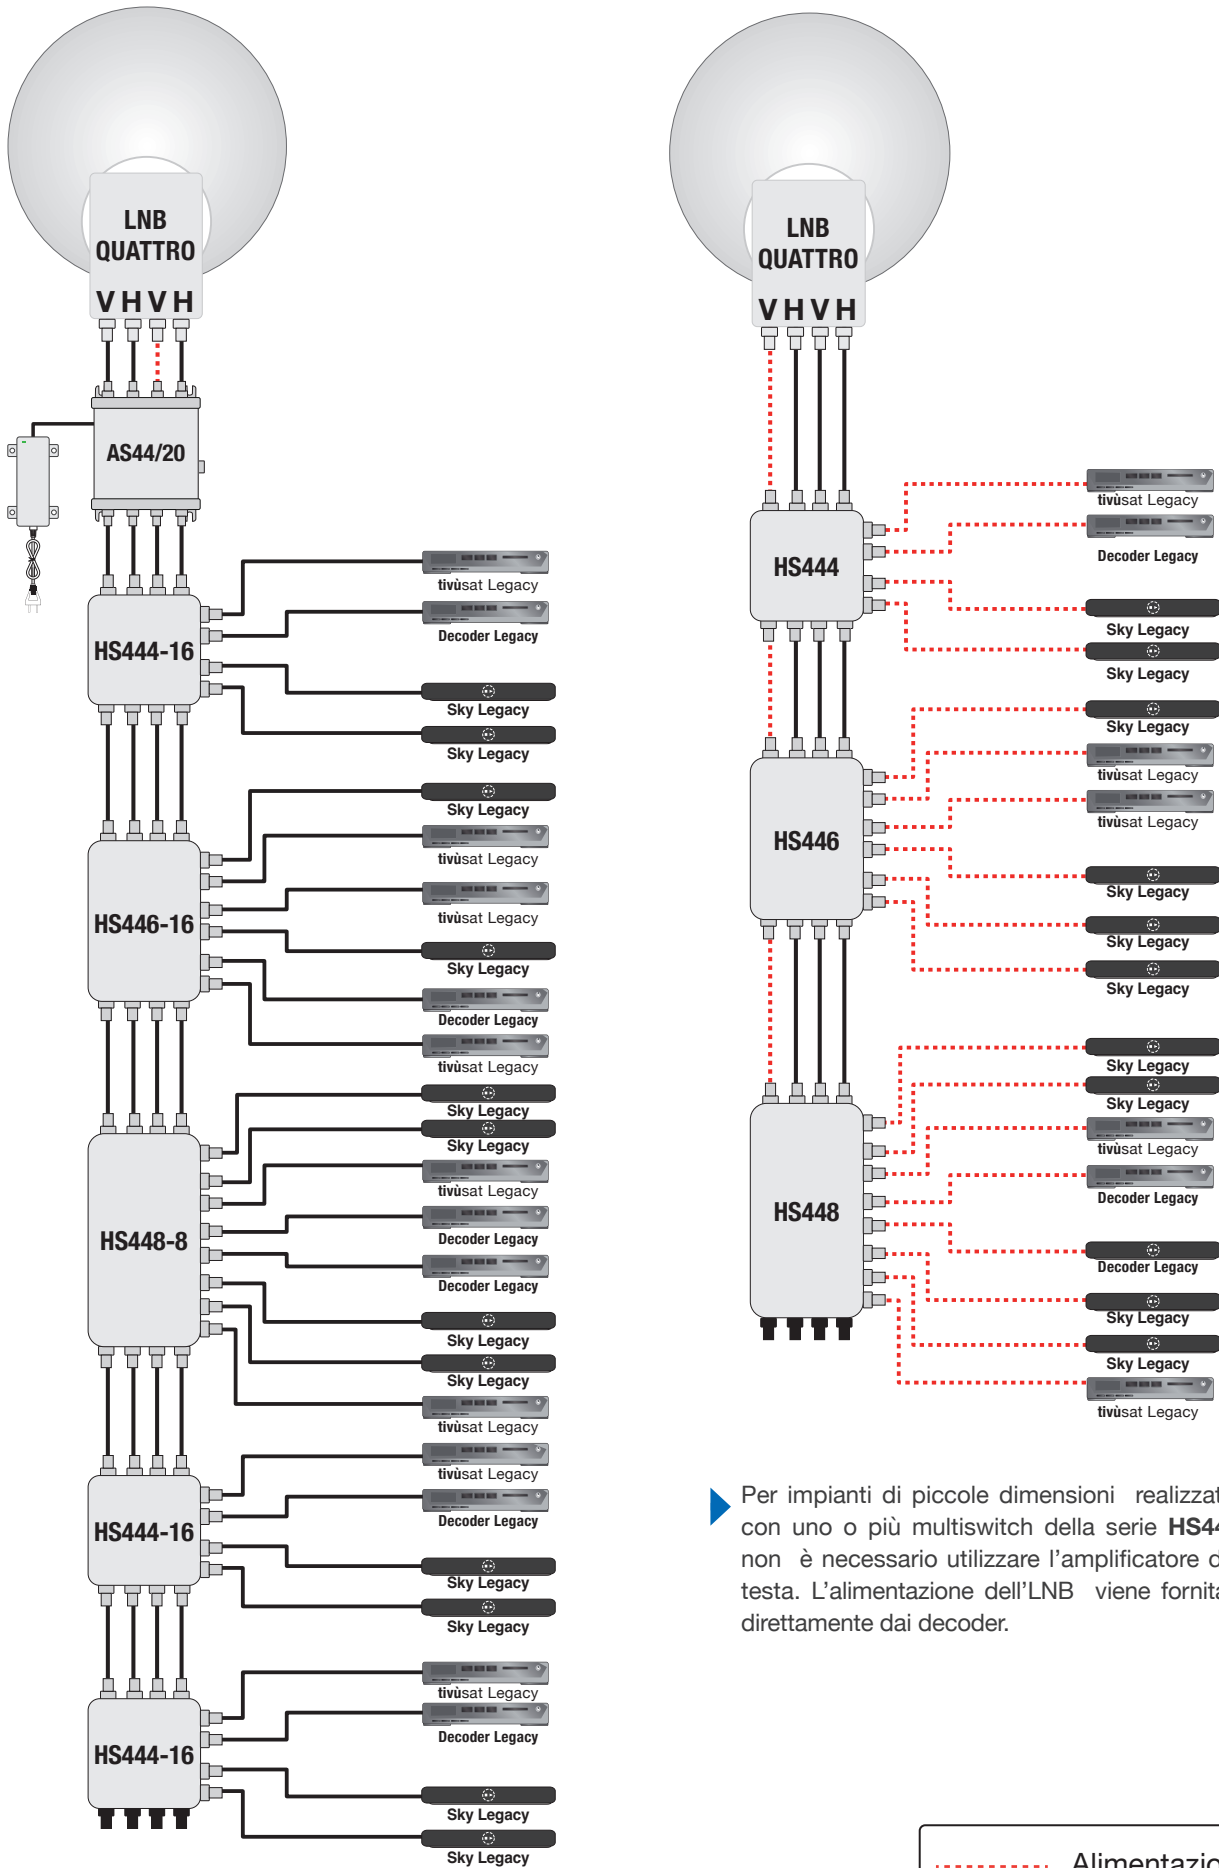 LNB
QUATTRO
V H V H
AS44/20
HS444-16
tivùsat Legacy
Decoder Legacy
Sky Legacy
Sky Legacy
HS446-16
Sky Legacy
tivùsat Legacy
tivùsat Legacy
Sky Legacy
Decoder Legacy
tivùsat Legacy
HS448-8
Sky Legacy
Sky Legacy
tivùsat Legacy
Decoder Legacy
Decoder Legacy
Sky Legacy
Sky Legacy
tivùsat Legacy
HS444-16
tivùsat Legacy
Decoder Legacy
Sky Legacy
Sky Legacy
HS444-16
tivùsat Legacy
Decoder Legacy
Sky Legacy
Sky Legacy
LNB
QUATTRO
V H V H
HS444
tivùsat Legacy
Decoder Legacy
Sky Legacy
Sky Legacy
HS446
Sky Legacy
tivùsat Legacy
tivùsat Legacy
Sky Legacy
Sky Legacy
Sky Legacy
HS448
Sky Legacy
Sky Legacy
tivùsat Legacy
Decoder Legacy
Decoder Legacy
Sky Legacy
Sky Legacy
tivùsat Legacy
Per impianti di piccole dimensioni realizzat
con uno o più multiswitch della serie HS44
non è necessario utilizzare l'amplificatore d
testa. L'alimentazione dell'LNB viene fornita
direttamente dai decoder.
Alimentazio